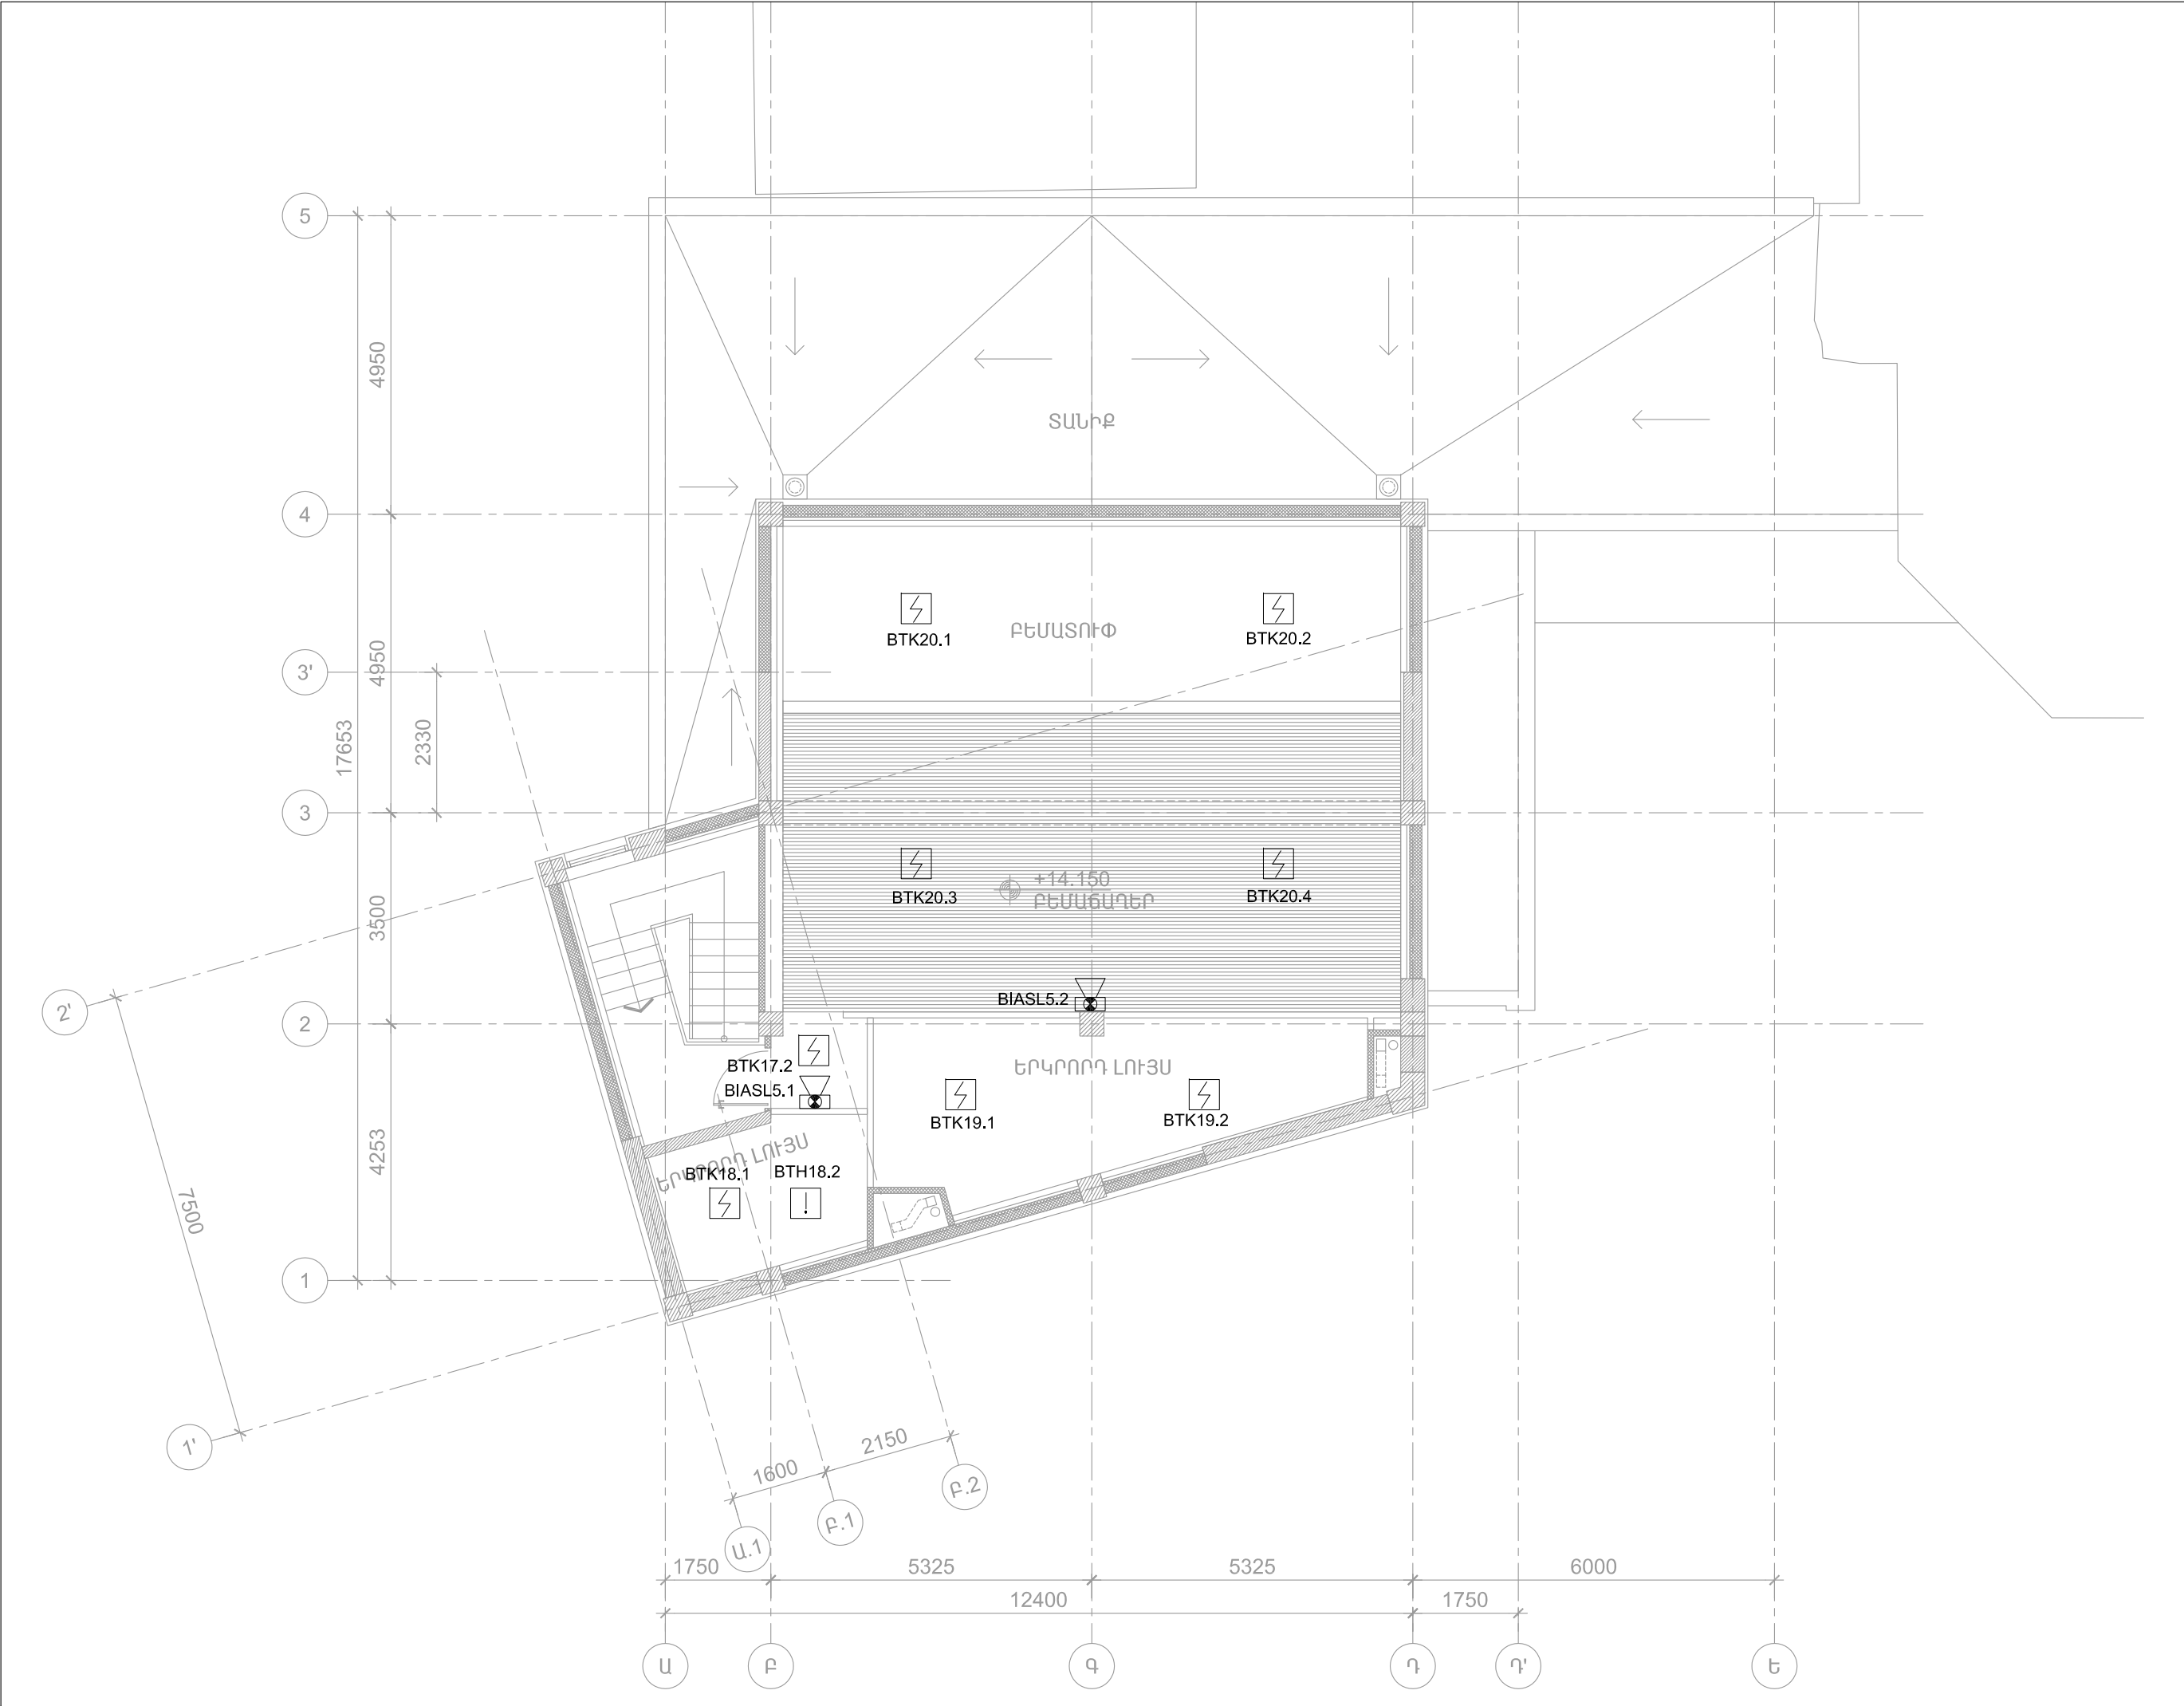 5
4950
ՏԱՆԻՔ
4
BTK20.1
ԲԵՄԱՏՈՒՓ
BTK20.2
3'
4950
17653
2330
3
BTK20.3
+14.150
ԲԵՄԱՃԱՂԵՐ
BTK20.4
3500
BIASL5.2
2'
2
BTK17.2
ԵՐԿՐՈՐԴ ԼՈՒՅՍ
BIASL5.1
BTK19.1
BTK19.2
4253
ԵՐԿՐՈՐԴ ԼՈՒՅՍ
BTK18.1
BTH18.2
7500
1
1'
2150
1600
Բ.2
Բ.1
Ա.1
1750
5325
5325
6000
12400
1750
Ա
Բ
Գ
Դ
Դ'
Ե